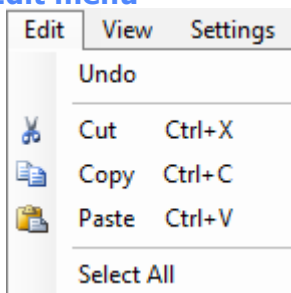 Edit View Settings
Undo
Cut Ctrl+X
Copy Ctrl+C
Paste Ctrl+V
Select All